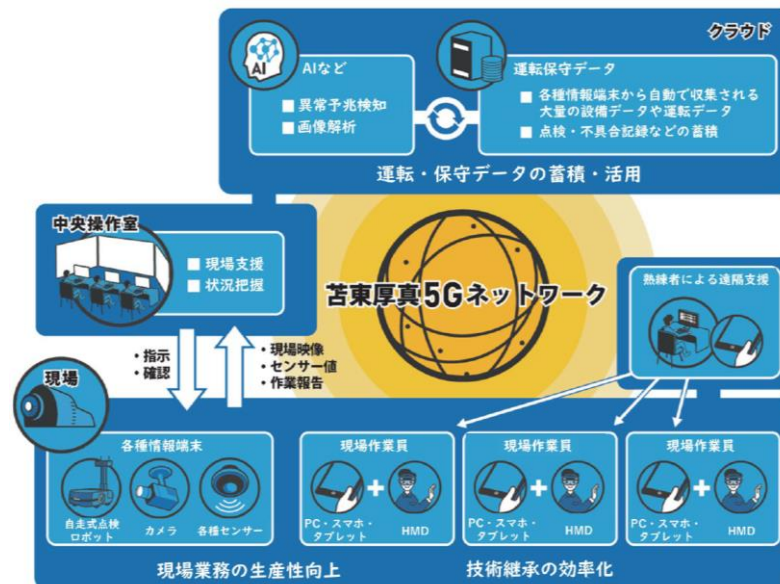 クラウド
AI
AIなど
■ 異常予兆検知
■ 画像解析
運転保守データ
■ 各種情報端末から自動で収集される
大量の設備データや運転データ
■ 点検・不具合記録などの蓄積
運転・保守データの蓄積・活用
中央操作室
■ 現場支援
■ 状況把握
苫東厚真5Gネットワーク
熟練者による遠隔支援
・指示
・確認
・現場映像
・センサー値
・作業報告
現場
各種情報端末
自走式点検
ロボット
カメラ
各種センサー
現場作業員
+
PC・スマホ・
タブレット
HMD
現場作業員
+
PC・スマホ・
タブレット
HMD
現場作業員
+
PC・スマホ・
タブレット
HMD
現場業務の生産性向上
技術継承の効率化